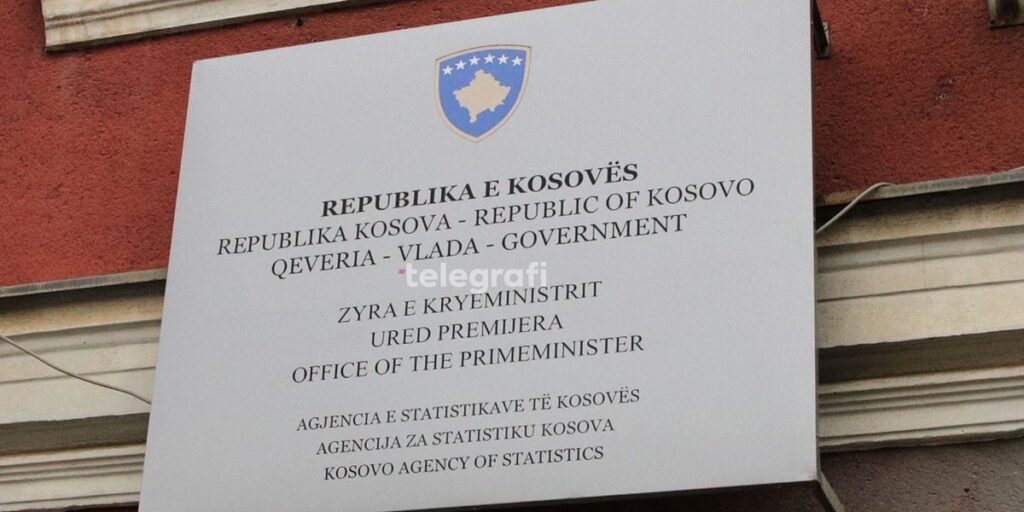 REPUBLIKA E KOSOVËS
REPUBLIKA KOSOVA - REPUBLIC OF KOSOVO
QEVERIA - VLADA - GOVERNMENT
telegrafi
ZYRA E KRYEMINISTRIT
URED PREMIJERA
OFFICE OF THE PRIMEMINISTER
AGJENCIA E STATISTIKAVE TË KOSOVËS
AGENCIJA ZA STATISTIKU KOSOVA
KOSOVO AGENCY OF STATISTICS